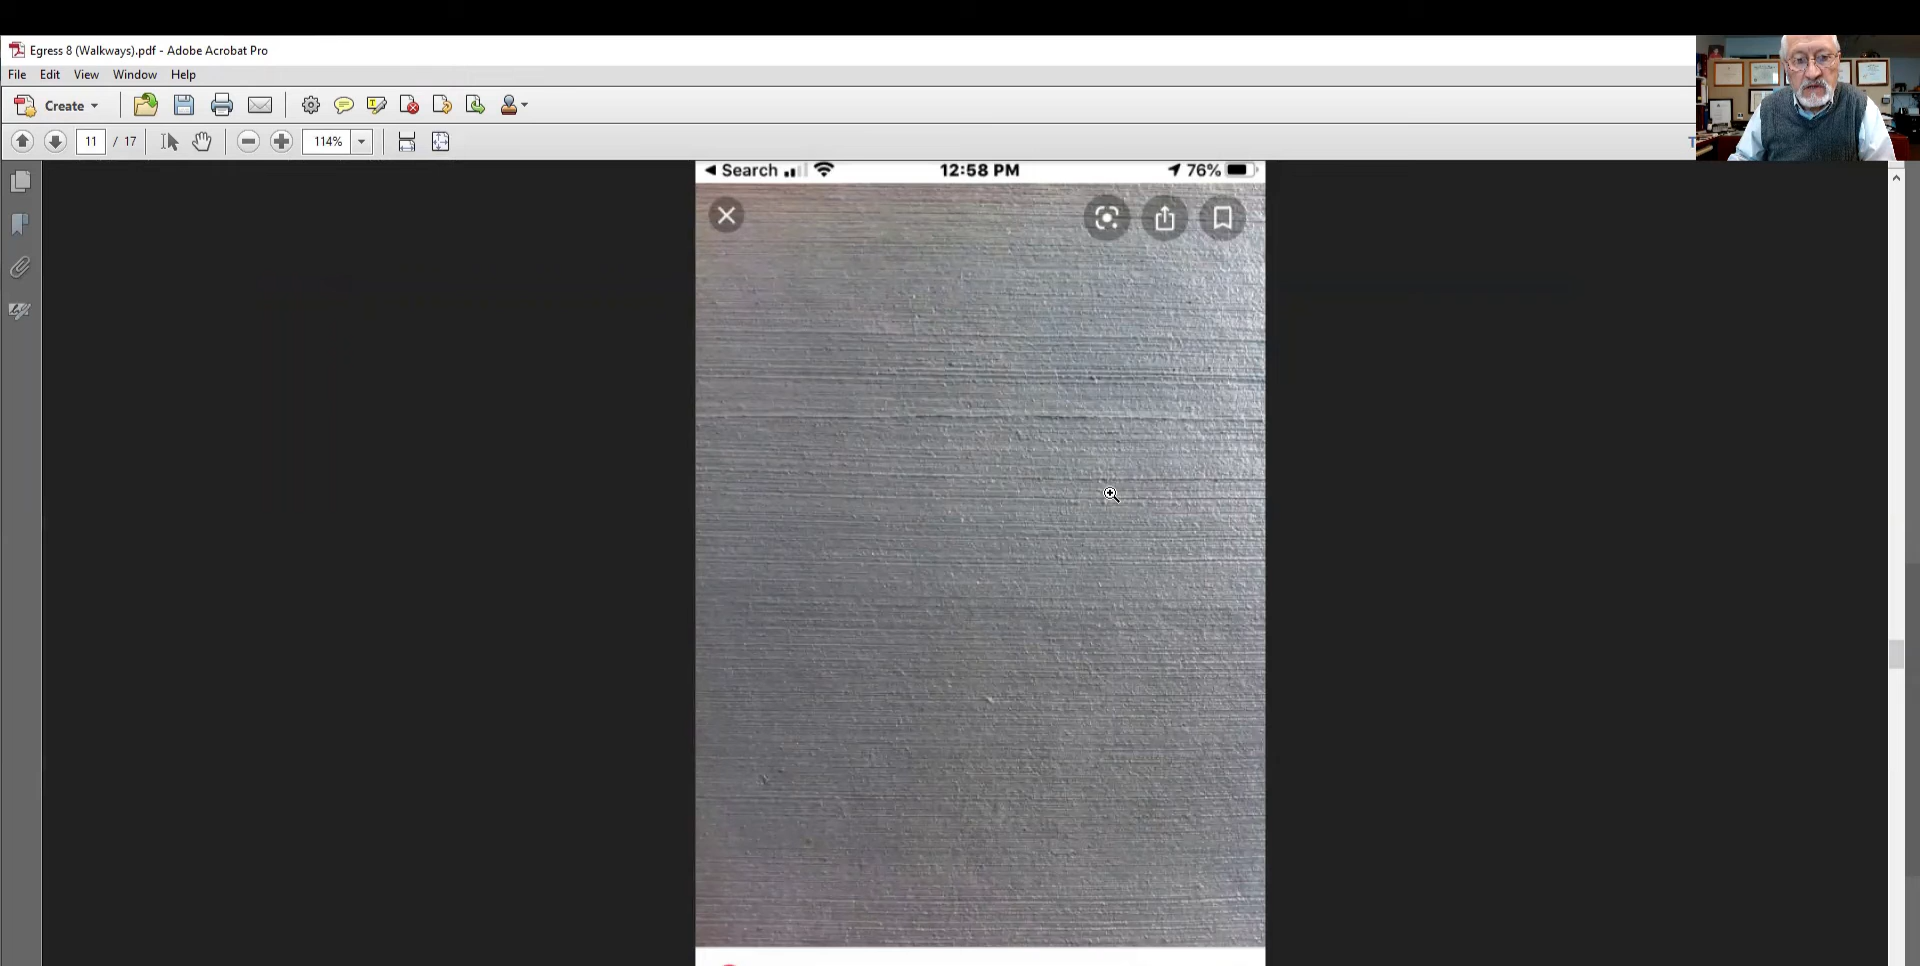 Egress 8 (Walkways).pdf - Adobe Acrobat Pro
File Edit View Window Help
Create
11 / 17 114%
Search 12:58 PM 76%